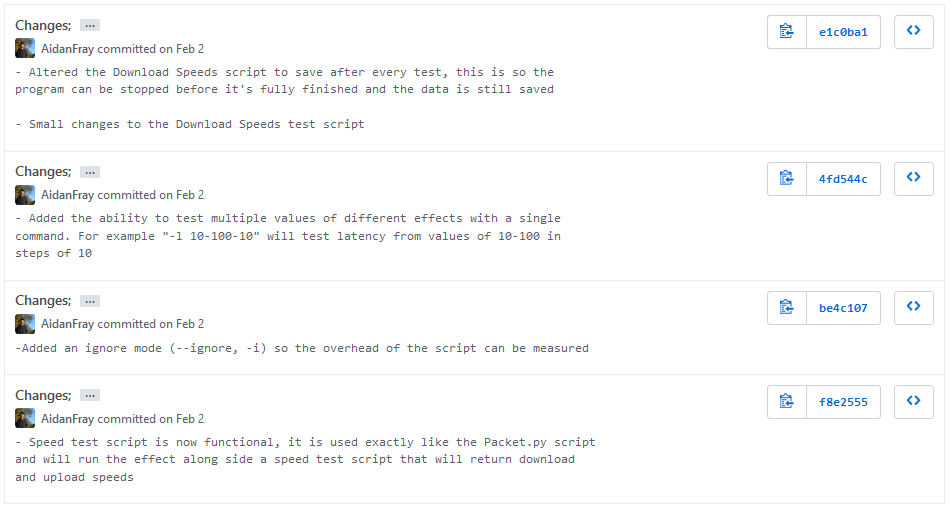 Changes; ...
e1c0ba1
AidanFray committed on Feb 2
- Altered the Download Speeds script to save after every test, this is so the
program can be stopped before it's fully finished and the data is still saved
- Small changes to the Download Speeds test script
Changes; ...
4fd544c
AidanFray committed on Feb 2
- Added the ability to test multiple values of different effects with a single
command. For example "-l 10-100-10" will test latency from values of 10-100 in
steps of 10
Changes; ...
be4c107
AidanFray committed on Feb 2
-Added an ignore mode (--ignore, -i) so the overhead of the script can be measured
Changes; ...
f8e2555
AidanFray committed on Feb 2
- Speed test script is now functional, it is used exactly like the Packet.py script
and will run the effect along side a speed test script that will return download
and upload speeds